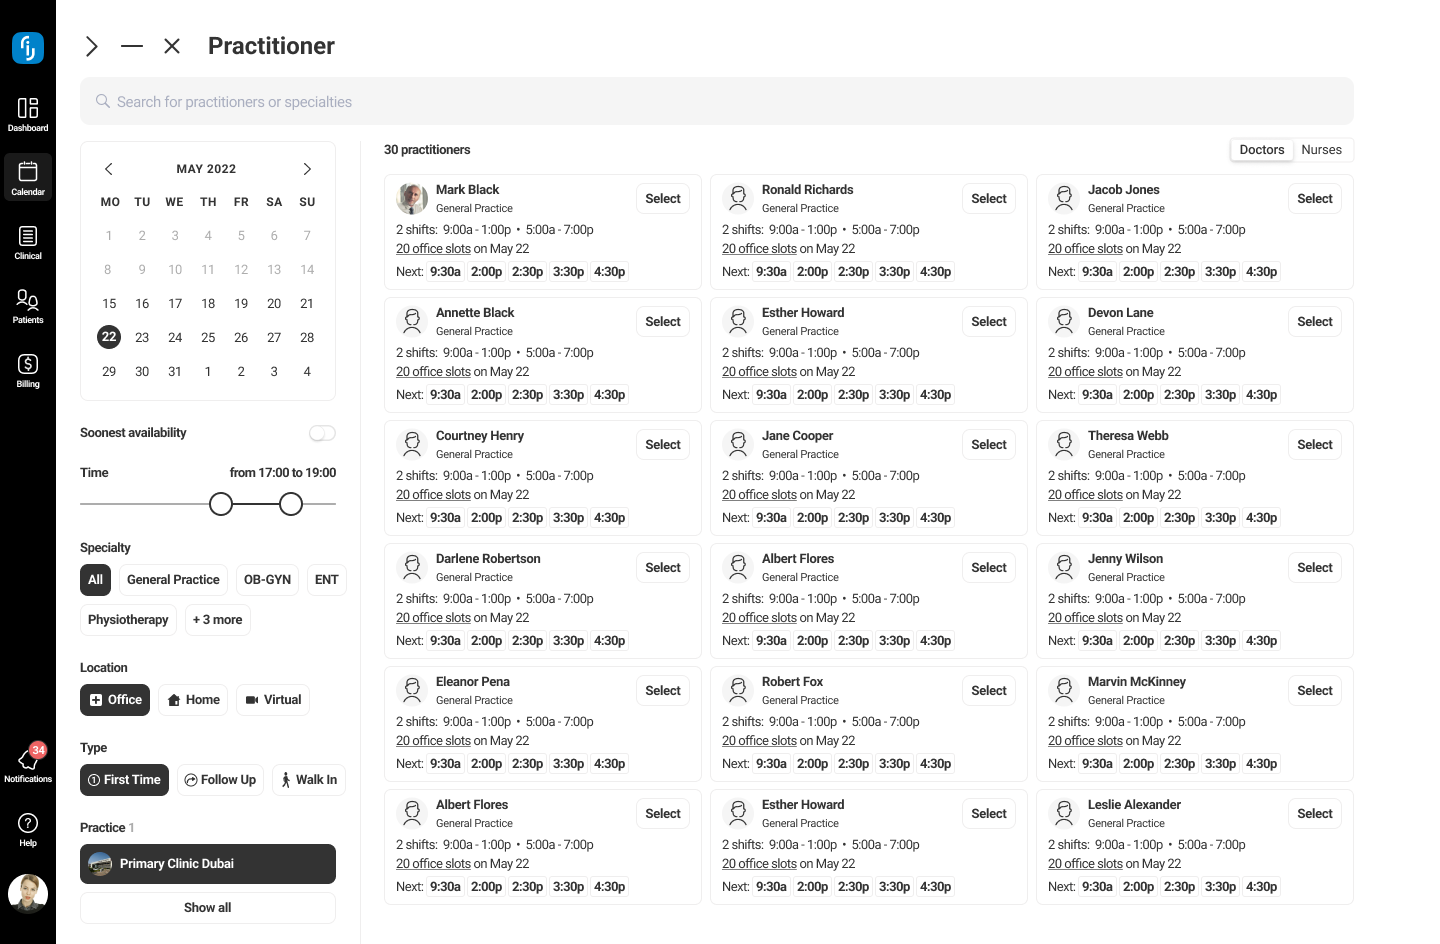 Practitioner
Search for practitioners or specialties
Dashboard
Calendar
Clinical
Patients
Billing
34
Notifications
Help
MAY 2022
MO TU WE TH FR SA SU
1 2 3 4 5 6 7
8 9 10 11 12 13 14
15 16 17 18 19 20 21
22 23 24 25 26 27 28
29 30 31 1 2 3 4
Soonest availability
Time from 17:00 to 19:00
Specialty
All General Practice OB-GYN ENT
Physiotherapy + 3 more
Location
Office Home Virtual
Type
1 First Time Follow Up Walk In
Practice 1
Primary Clinic Dubai
Show all
30 practitioners
Doctors Nurses
Mark Black
General Practice
Select
2 shifts: 9:00a - 1:00p • 5:00a - 7:00p
20 office slots on May 22
Next: 9:30a 2:00p 2:30p 3:30p 4:30p
Ronald Richards
General Practice
Select
2 shifts: 9:00a - 1:00p • 5:00a - 7:00p
20 office slots on May 22
Next: 9:30a 2:00p 2:30p 3:30p 4:30p
Jacob Jones
General Practice
Select
2 shifts: 9:00a - 1:00p • 5:00a - 7:00p
20 office slots on May 22
Next: 9:30a 2:00p 2:30p 3:30p 4:30p
Annette Black
General Practice
Select
2 shifts: 9:00a - 1:00p • 5:00a - 7:00p
20 office slots on May 22
Next: 9:30a 2:00p 2:30p 3:30p 4:30p
Esther Howard
General Practice
Select
2 shifts: 9:00a - 1:00p • 5:00a - 7:00p
20 office slots on May 22
Next: 9:30a 2:00p 2:30p 3:30p 4:30p
Devon Lane
General Practice
Select
2 shifts: 9:00a - 1:00p • 5:00a - 7:00p
20 office slots on May 22
Next: 9:30a 2:00p 2:30p 3:30p 4:30p
Courtney Henry
General Practice
Select
2 shifts: 9:00a - 1:00p • 5:00a - 7:00p
20 office slots on May 22
Next: 9:30a 2:00p 2:30p 3:30p 4:30p
Jane Cooper
General Practice
Select
2 shifts: 9:00a - 1:00p • 5:00a - 7:00p
20 office slots on May 22
Next: 9:30a 2:00p 2:30p 3:30p 4:30p
Theresa Webb
General Practice
Select
2 shifts: 9:00a - 1:00p • 5:00a - 7:00p
20 office slots on May 22
Next: 9:30a 2:00p 2:30p 3:30p 4:30p
Darlene Robertson
General Practice
Select
2 shifts: 9:00a - 1:00p • 5:00a - 7:00p
20 office slots on May 22
Next: 9:30a 2:00p 2:30p 3:30p 4:30p
Albert Flores
General Practice
Select
2 shifts: 9:00a - 1:00p • 5:00a - 7:00p
20 office slots on May 22
Next: 9:30a 2:00p 2:30p 3:30p 4:30p
Jenny Wilson
General Practice
Select
2 shifts: 9:00a - 1:00p • 5:00a - 7:00p
20 office slots on May 22
Next: 9:30a 2:00p 2:30p 3:30p 4:30p
Eleanor Pena
General Practice
Select
2 shifts: 9:00a - 1:00p • 5:00a - 7:00p
20 office slots on May 22
Next: 9:30a 2:00p 2:30p 3:30p 4:30p
Robert Fox
General Practice
Select
2 shifts: 9:00a - 1:00p • 5:00a - 7:00p
20 office slots on May 22
Next: 9:30a 2:00p 2:30p 3:30p 4:30p
Marvin McKinney
General Practice
Select
2 shifts: 9:00a - 1:00p • 5:00a - 7:00p
20 office slots on May 22
Next: 9:30a 2:00p 2:30p 3:30p 4:30p
Albert Flores
General Practice
Select
2 shifts: 9:00a - 1:00p • 5:00a - 7:00p
20 office slots on May 22
Next: 9:30a 2:00p 2:30p 3:30p 4:30p
Esther Howard
General Practice
Select
2 shifts: 9:00a - 1:00p • 5:00a - 7:00p
20 office slots on May 22
Next: 9:30a 2:00p 2:30p 3:30p 4:30p
Leslie Alexander
General Practice
Select
2 shifts: 9:00a - 1:00p • 5:00a - 7:00p
20 office slots on May 22
Next: 9:30a 2:00p 2:30p 3:30p 4:30p